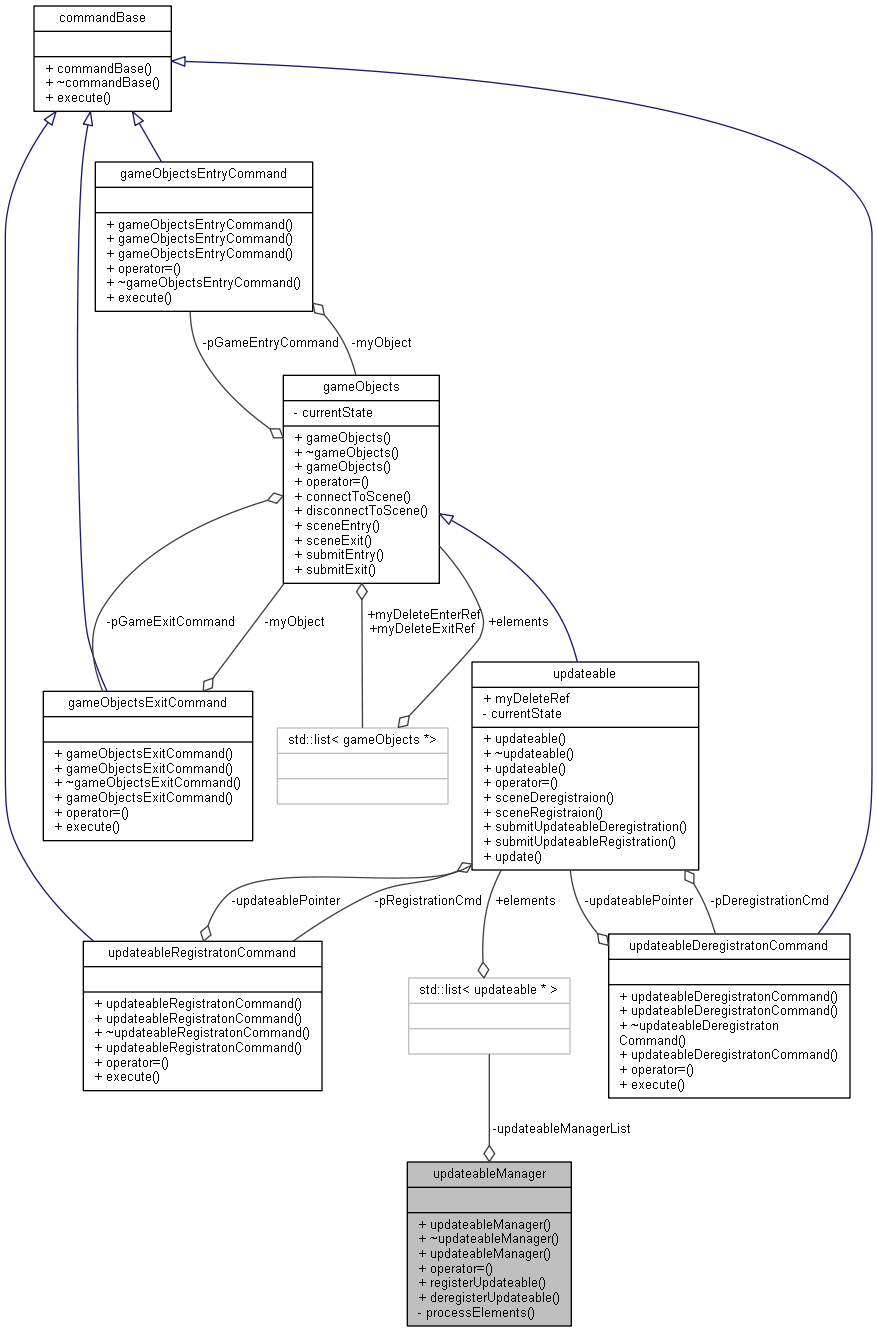 commandBase
+ commandBase()
+ ~commandBase()
+ execute()
gameObjectsEntryCommand
+ gameObjectsEntryCommand()
+ gameObjectsEntryCommand()
+ gameObjectsEntryCommand()
+ operator=()
+ ~gameObjectsEntryCommand()
+ execute()
-pGameEntryCommand
-myObject
gameObjects
- currentState
+ gameObjects()
+ ~gameObjects()
+ gameObjects()
+ operator=()
+ connectToScene()
+ disconnectToScene()
+ sceneEntry()
+ sceneExit()
+ submitEntry()
+ submitExit()
-pGameExitCommand
-myObject
+myDeleteEnterRef
+myDeleteExitRef
+elements
gameObjectsExitCommand
+ gameObjectsExitCommand()
+ gameObjectsExitCommand()
+ ~gameObjectsExitCommand()
+ gameObjectsExitCommand()
+ operator=()
+ execute()
std::list< gameObjects *>
updateable
+ myDeleteRef
- currentState
+ updateable()
+ ~updateable()
+ updateable()
+ operator=()
+ sceneDeregistraion()
+ sceneRegistraion()
+ submitUpdateableDeregistration()
+ submitUpdateableRegistration()
+ update()
-updateablePointer
-pRegistrationCmd
+elements
-updateablePointer
-pDeregistrationCmd
updateableRegistratonCommand
+ updateableRegistratonCommand()
+ updateableRegistratonCommand()
+ ~updateableRegistratonCommand()
+ updateableRegistratonCommand()
+ operator=()
+ execute()
std::list< updateable * >
updateableDeregistratonCommand
+ updateableDeregistratonCommand()
+ updateableDeregistratonCommand()
+ ~updateableDeregistraton
Command()
+ updateableDeregistratonCommand()
+ operator=()
+ execute()
-updateableManagerList
updateableManager
+ updateableManager()
+ ~updateableManager()
+ updateableManager()
+ operator=()
+ registerUpdateable()
+ deregisterUpdateable()
- processElements()